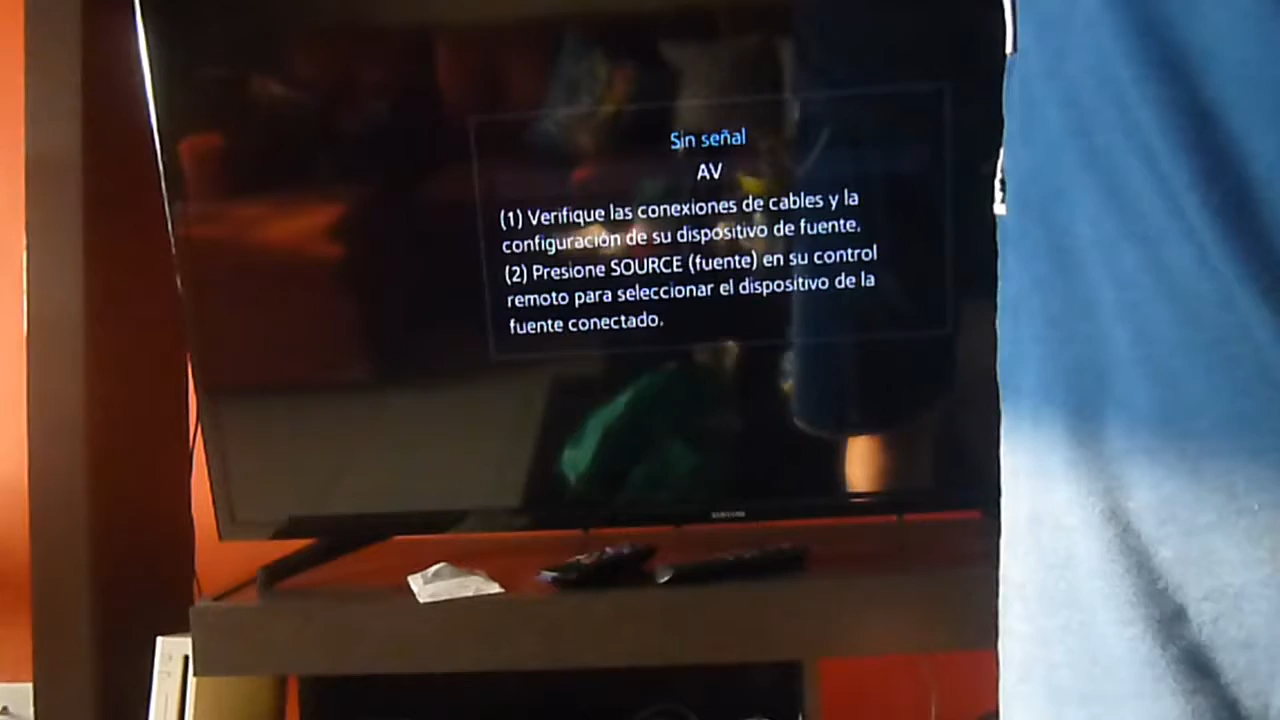 Sin señal
AV
(1) Verifique las conexiones de cables y la
configuración de su dispositivo de fuente.
(2) Presione SOURCE (fuente) en su control
remoto para seleccionar el dispositivo de la
fuente conectado.
SAMSUNG